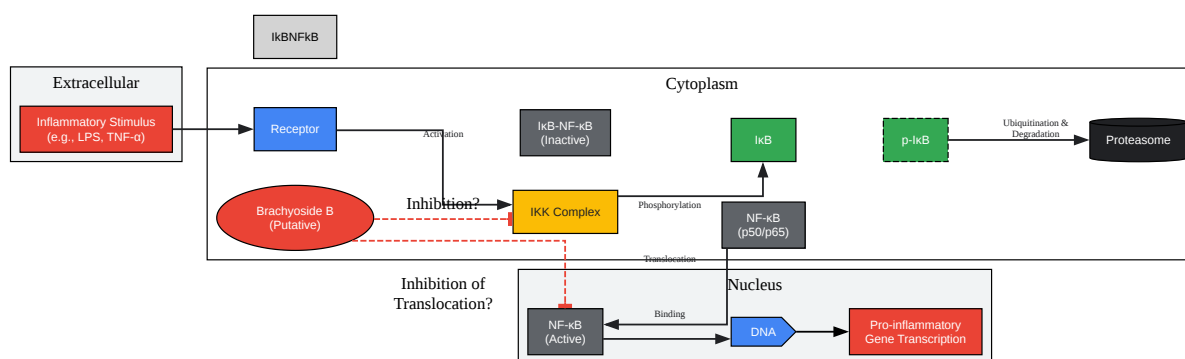 IkBNFkB
Extracellular
Cytoplasm
Inflammatory Stimulus
(e.g., LPS, TNF-α)
Receptor
Activation
IκB-NF-κB
(Inactive)
IκB
p-IκB
Ubiquitination &
Degradation
Proteasome
Brachyoside B
(Putative)
Inhibition?
IKK Complex
Phosphorylation
NF-κB
(p50/p65)
Translocation
Inhibition of
Translocation?
Nucleus
NF-κB
(Active)
Binding
DNA
Pro-inflammatory
Gene Transcription